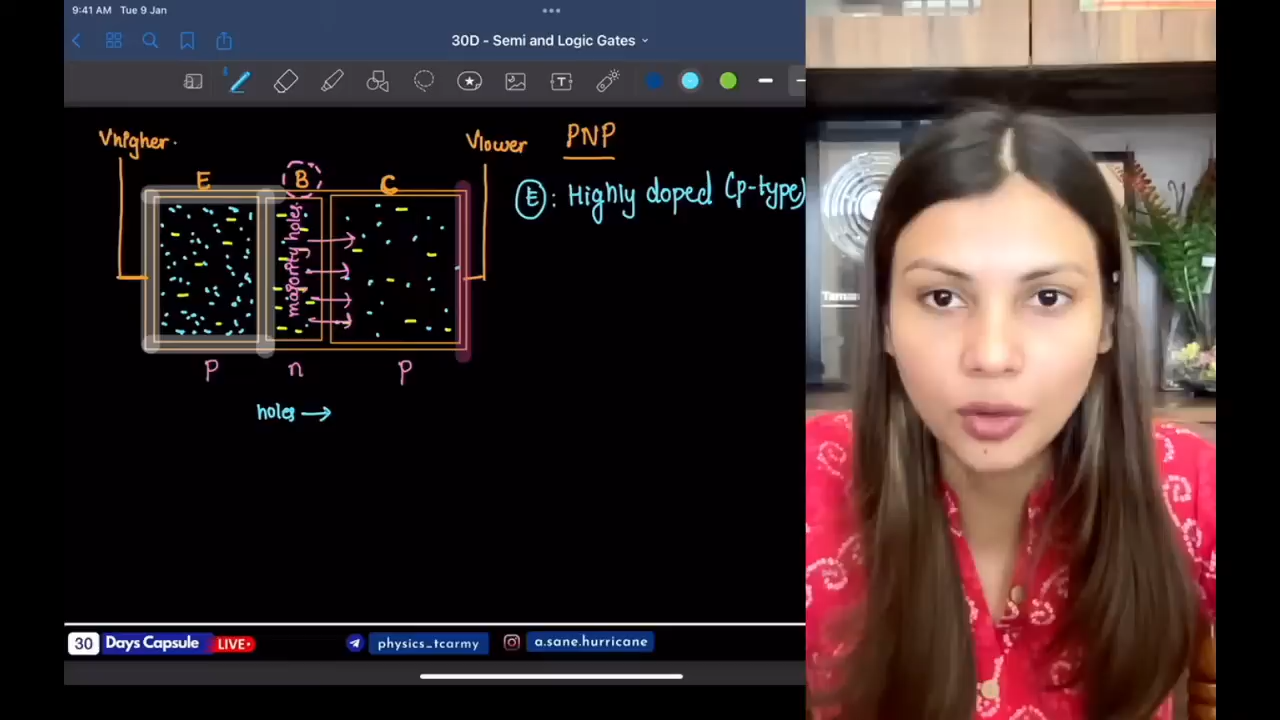 9:41 AM Tue 9 Jan
30D - Semi and Logic Gates
Vhigher.
Vlower
PNP
E
B
C
E : Highly doped (p-type)
majority holes
p
n
p
holes →
30 Days Capsule LIVE
physics_tcarmy
a.sane.hurricane